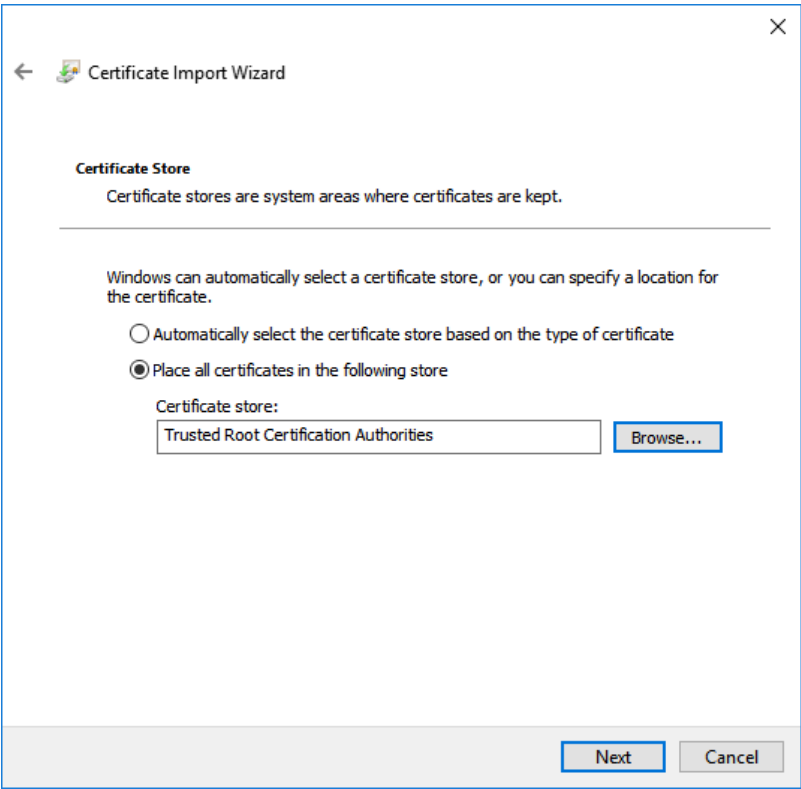 Certificate Import Wizard
Certificate Store
Certificate stores are system areas where certificates are kept.
Windows can automatically select a certificate store, or you can specify a location for
the certificate.
Automatically select the certificate store based on the type of certificate
Place all certificates in the following store
Certificate store:
Trusted Root Certification Authorities
Browse...
Next
Cancel